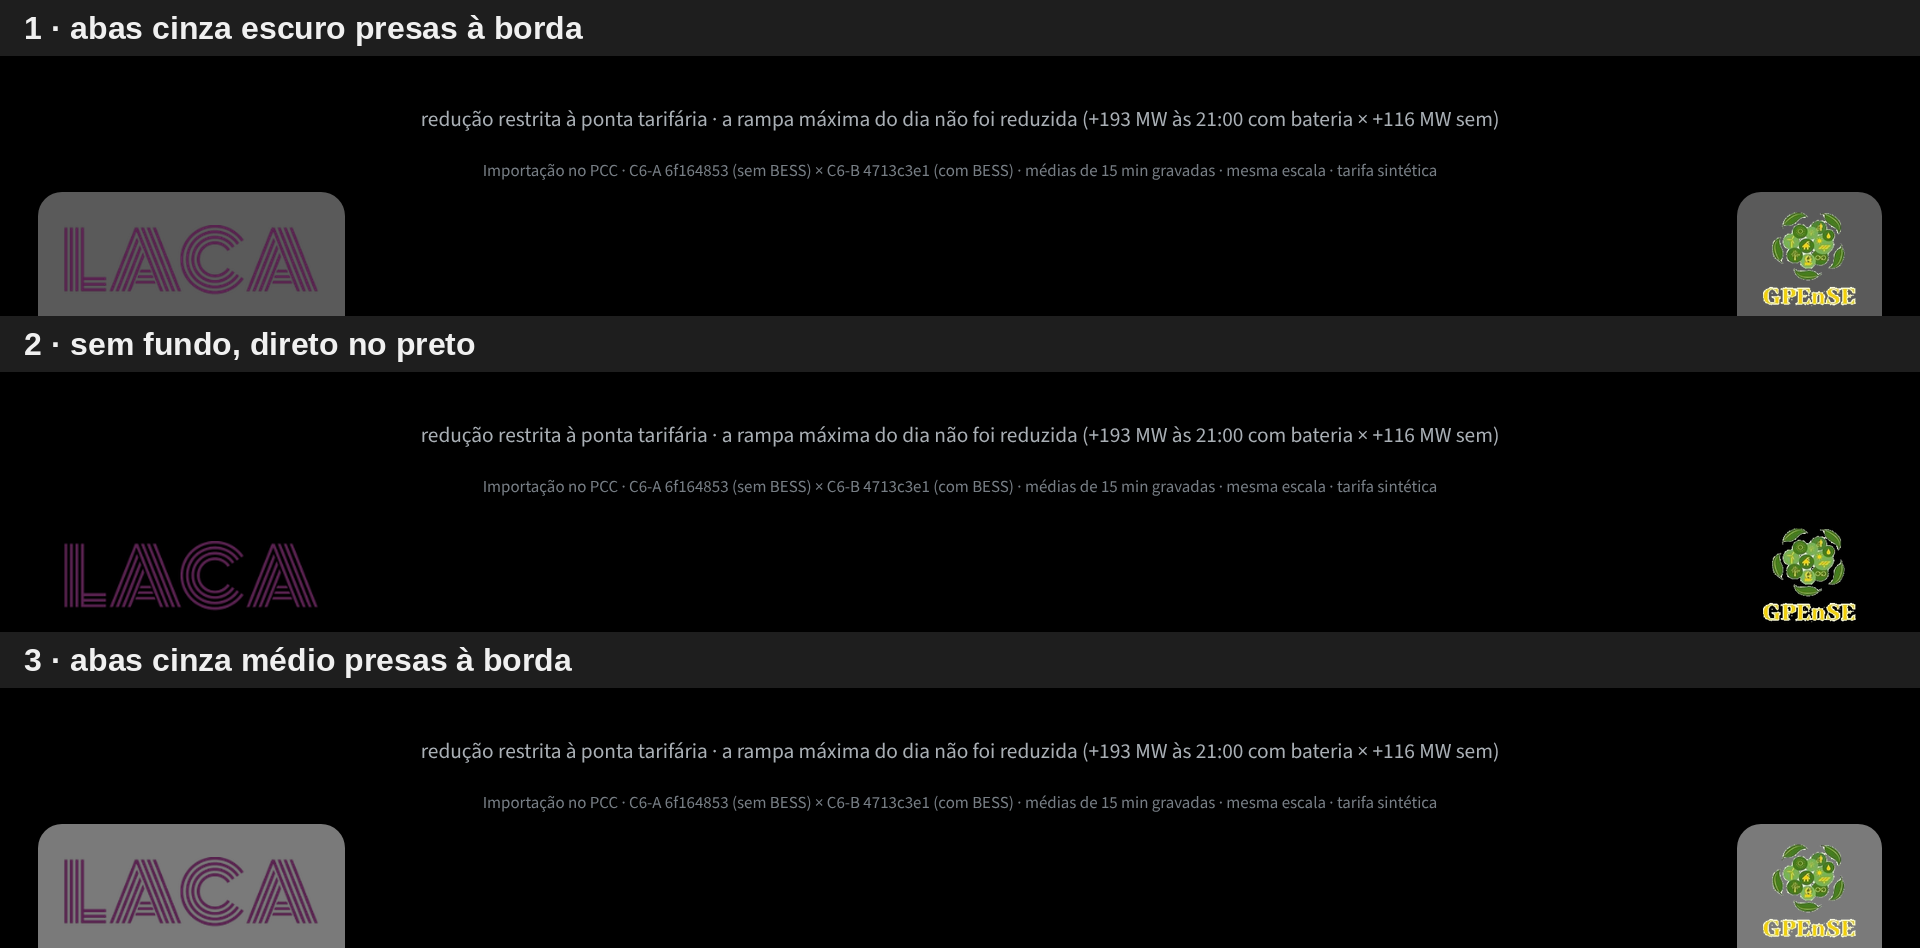 1 · abas cinza escuro presas à borda
redução restrita à ponta tarifária · a rampa máxima do dia não foi reduzida (+193 MW às 21:00 com bateria × +116 MW sem)
Importação no PCC · C6-A 6f164853 (sem BESS) × C6-B 4713c3e1 (com BESS) · médias de 15 min gravadas · mesma escala · tarifa sintética
LACA
GPEnSE
2 · sem fundo, direto no preto
redução restrita à ponta tarifária · a rampa máxima do dia não foi reduzida (+193 MW às 21:00 com bateria × +116 MW sem)
Importação no PCC · C6-A 6f164853 (sem BESS) × C6-B 4713c3e1 (com BESS) · médias de 15 min gravadas · mesma escala · tarifa sintética
LACA
GPEnSE
3 · abas cinza médio presas à borda
redução restrita à ponta tarifária · a rampa máxima do dia não foi reduzida (+193 MW às 21:00 com bateria × +116 MW sem)
Importação no PCC · C6-A 6f164853 (sem BESS) × C6-B 4713c3e1 (com BESS) · médias de 15 min gravadas · mesma escala · tarifa sintética
LACA
GPEnSE